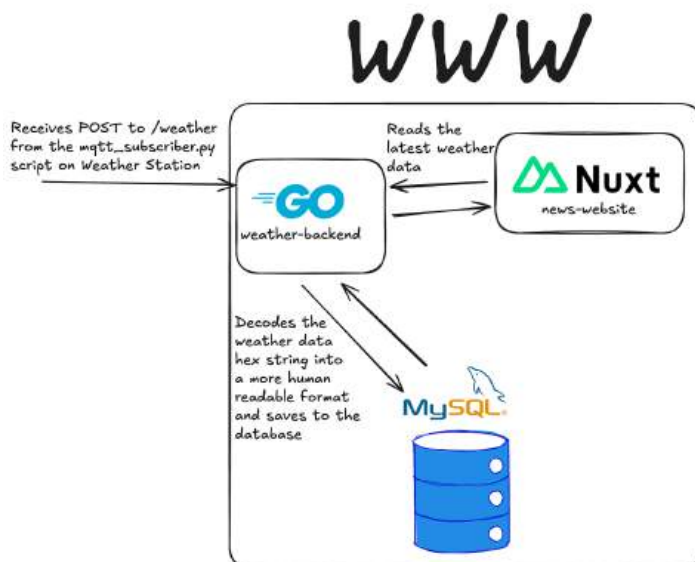 WWW
Receives POST to /weather
from the mqtt_subscriber.py
script on Weather Station
Reads the
latest weather
data
GO
weather-backend
Nuxt
news-website
Decodes the
weather data
hex string into
a more human
readable format
and saves to the
database
MySQL®